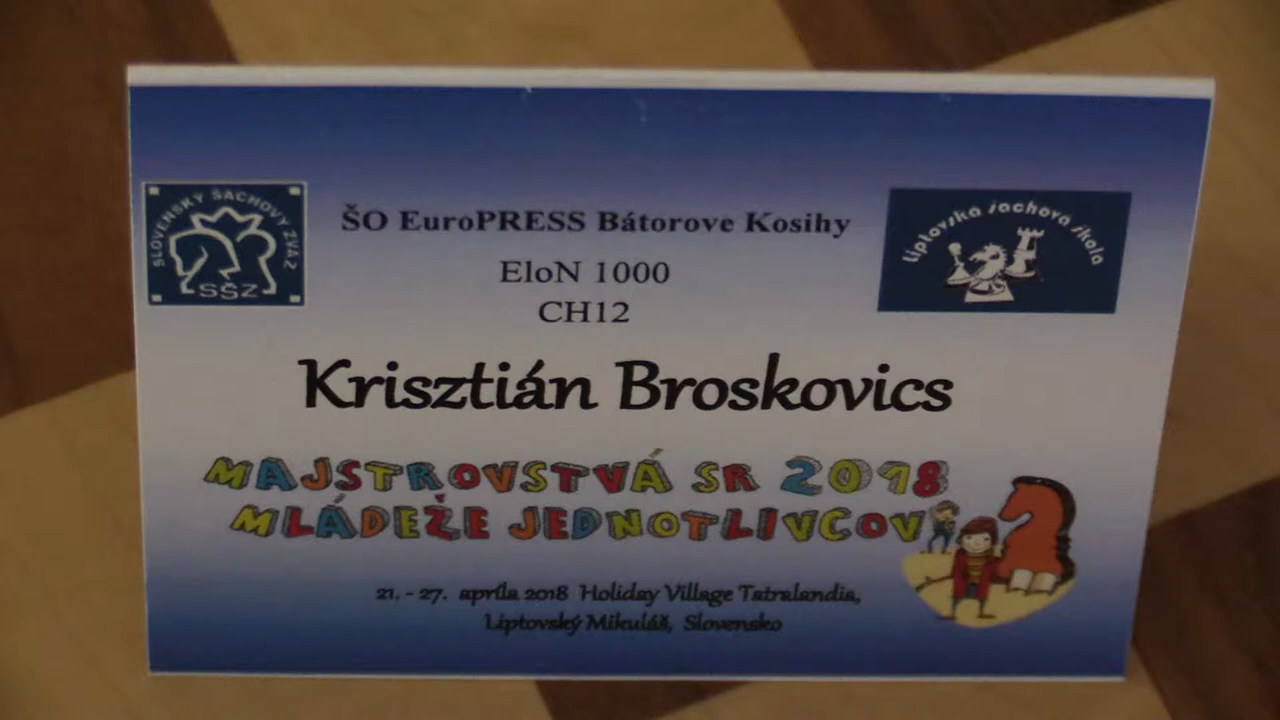 SLOVENSKÝ ŠACHOVÝ ZVÄZ
SŠZ
ŠO EuroPRESS Bátorove Kosihy
EloN 1000
CH12
Liptovská šachová škola
Krisztián Broskovics
MAJSTROVSTVÁ SR 2018
MLÁDEŽE JEDNOTLIVCOV
21. - 27. apríla 2018 Holiday Village Tatralandia,
Liptovský Mikuláš, Slovensko